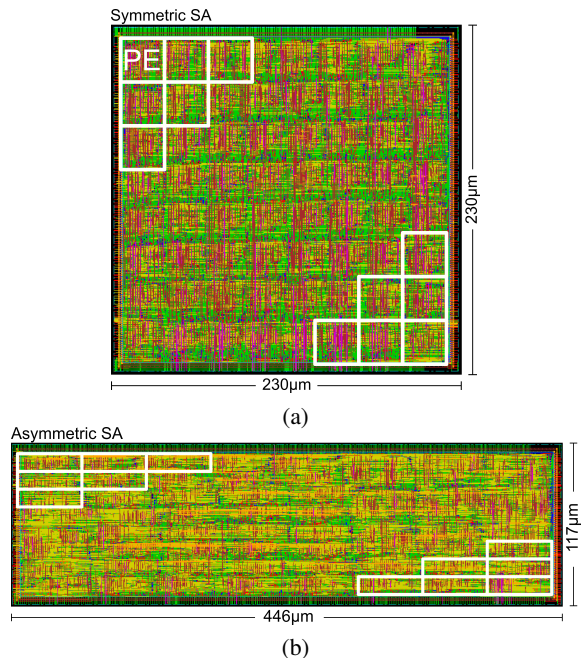 Symmetric SA
PE
230μm
230μm
(a)
Asymmetric SA
117μm
446μm
(b)